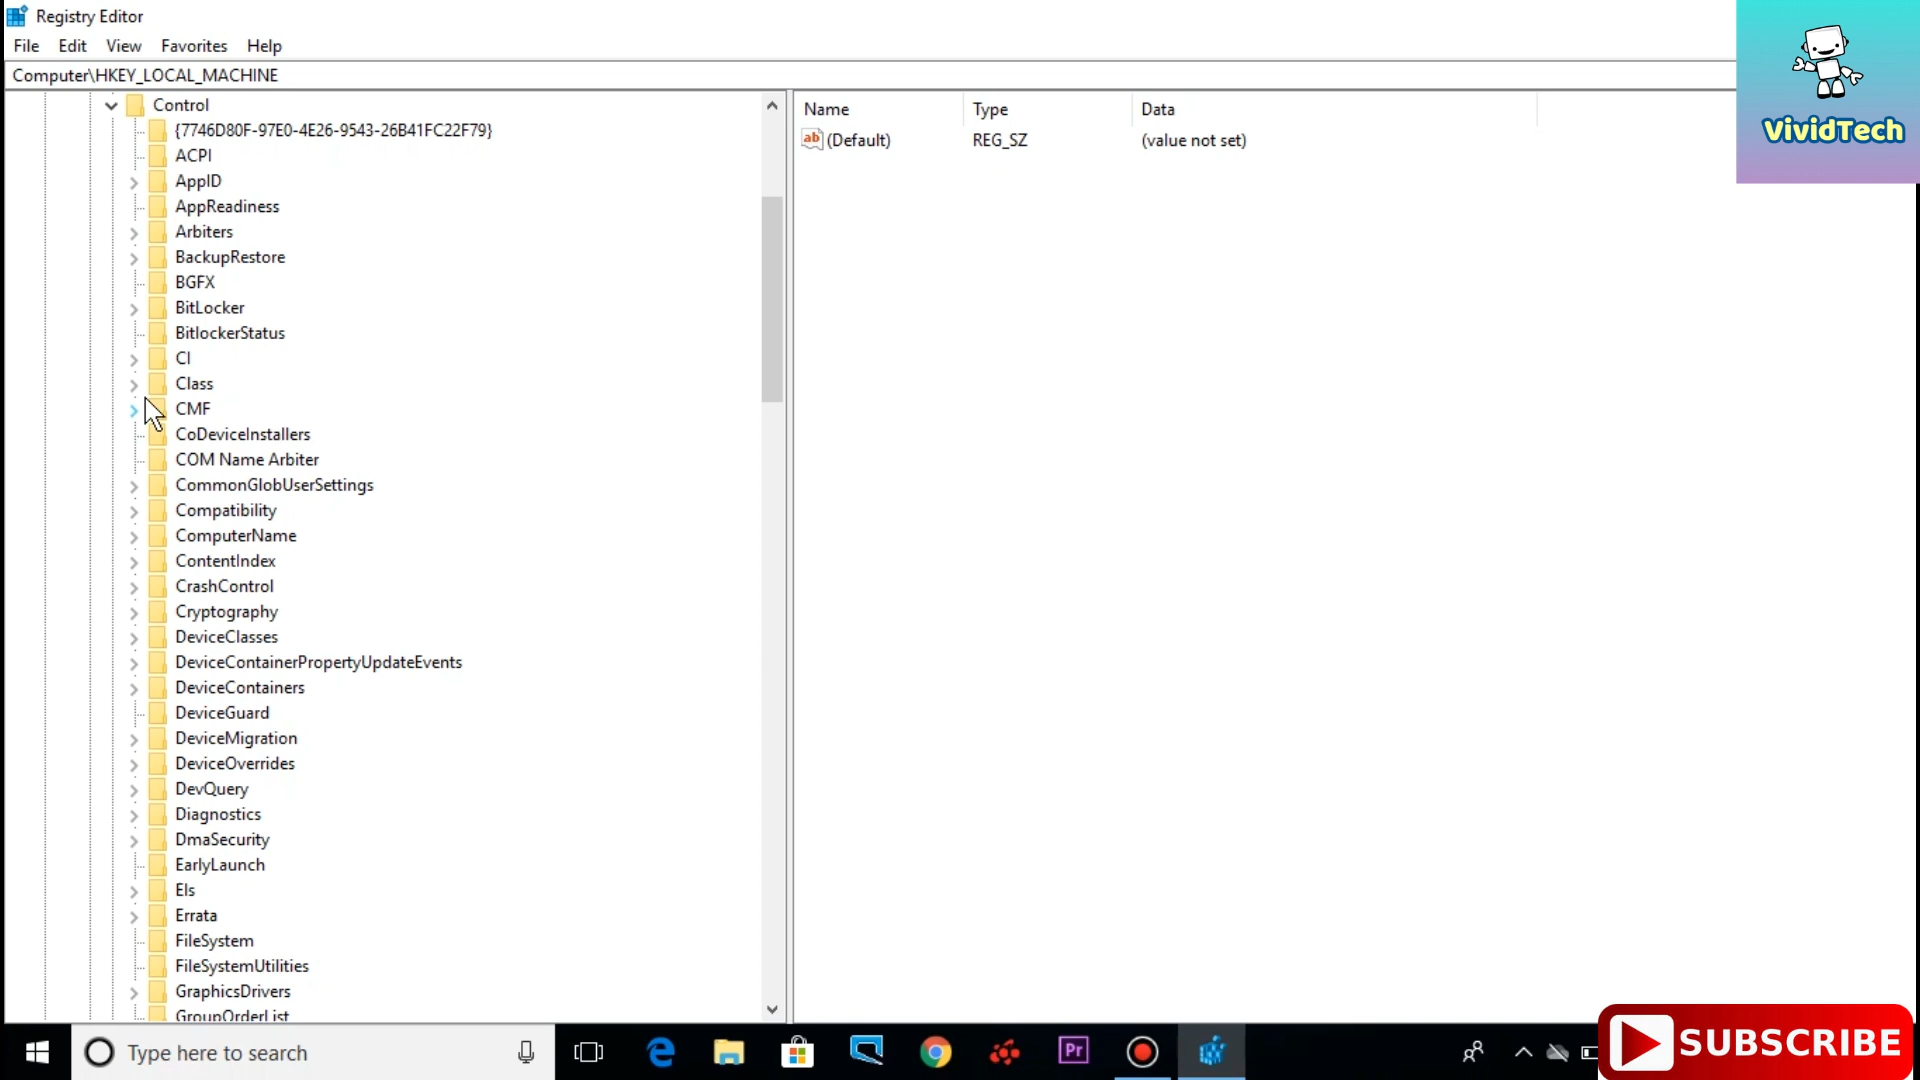 Registry Editor
File Edit View Favorites Help
Computer\HKEY_LOCAL_MACHINE
Control
{7746D80F-97E0-4E26-9543-26B41FC22F79}
ACPI
AppID
AppReadiness
Arbiters
BackupRestore
BGFX
BitLocker
BitlockerStatus
CI
Class
CMF
CoDeviceInstallers
COM Name Arbiter
CommonGlobUserSettings
Compatibility
ComputerName
ContentIndex
CrashControl
Cryptography
DeviceClasses
DeviceContainerPropertyUpdateEvents
DeviceContainers
DeviceGuard
DeviceMigration
DeviceOverrides
DevQuery
Diagnostics
DmaSecurity
EarlyLaunch
Els
Errata
FileSystem
FileSystemUtilities
GraphicsDrivers
GroupOrderList
Name Type Data
ab (Default) REG_SZ (value not set)
VividTech
Type here to search
Pr
SUBSCRIBE